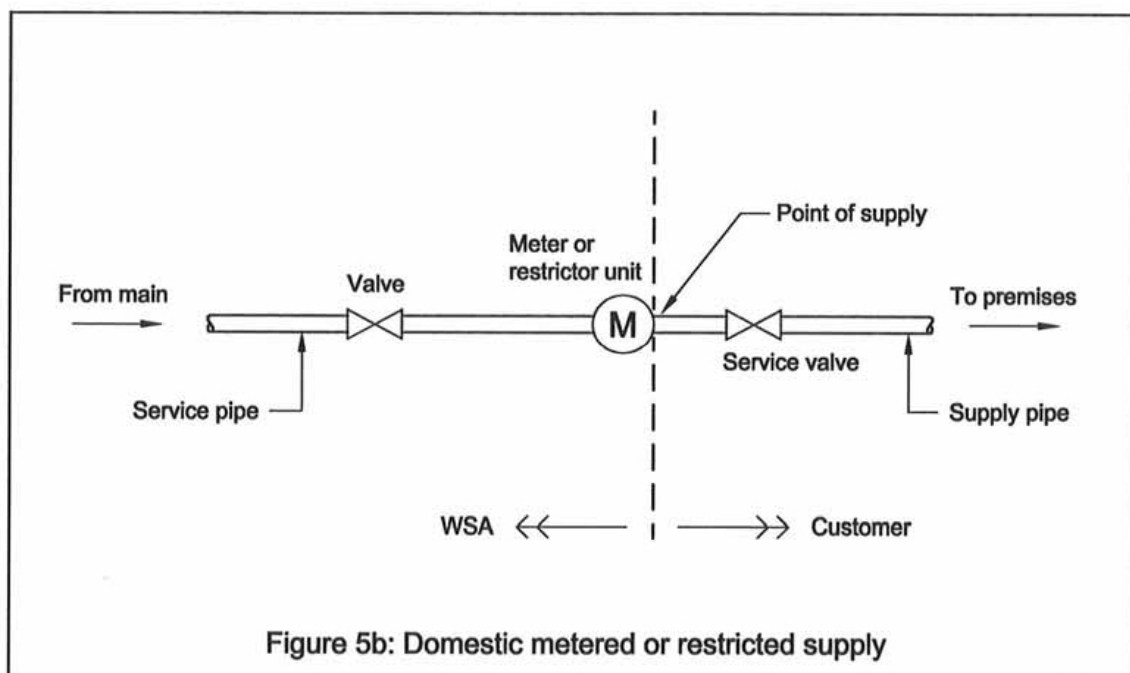 Point of supply
Meter or
restrictor unit
From main
Valve
To premises
M
Service valve
Service pipe
Supply pipe
WSA
Customer
Figure 5b: Domestic metered or restricted supply